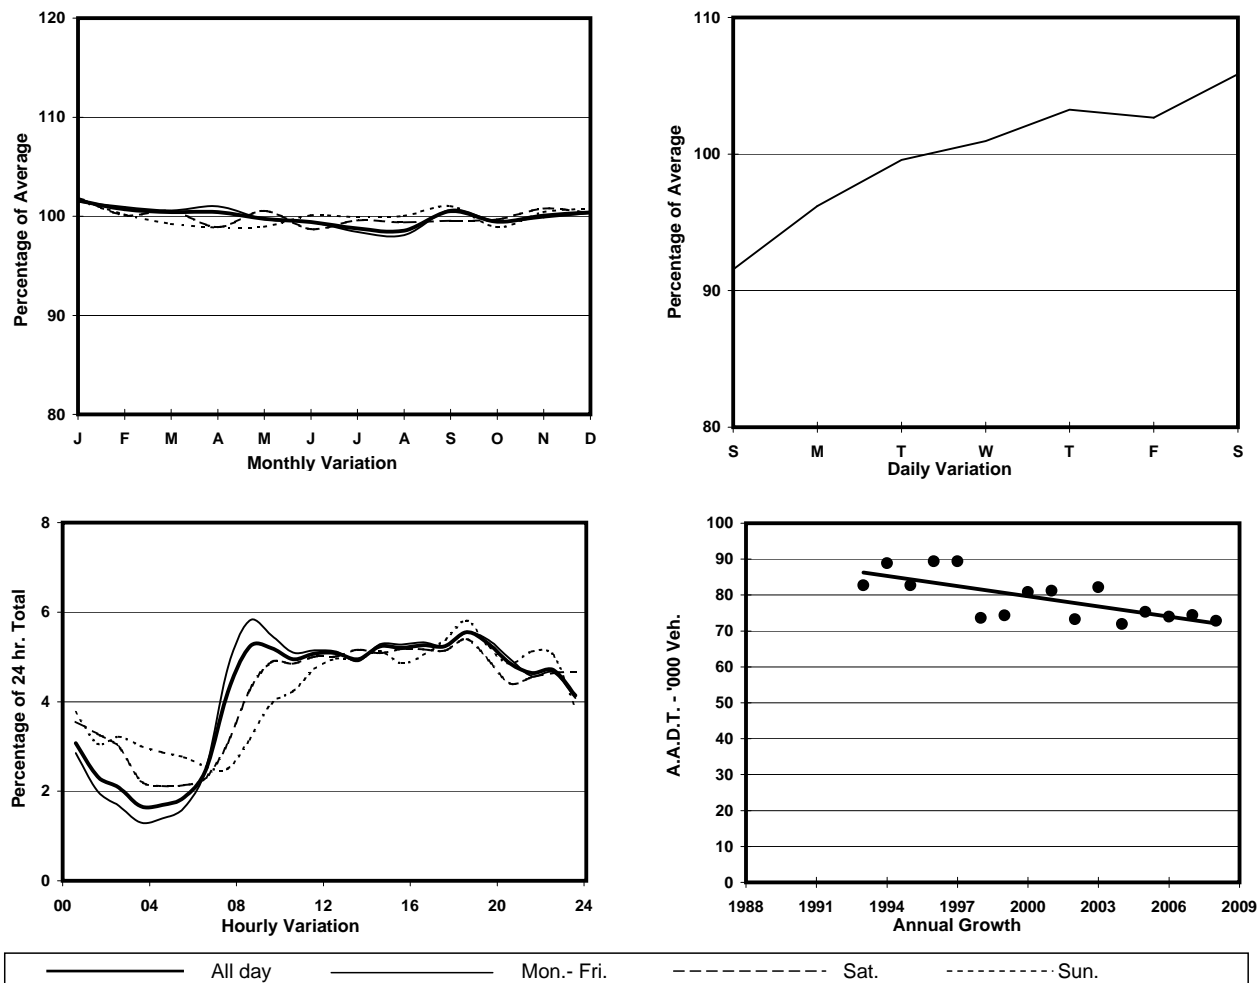 120
110
100
90
80
Percentage of Average
J F M A M J J A S O N D
Monthly Variation
110
100
90
80
Percentage of Average
S M T W T F S
Daily Variation
8
6
4
2
0
Percentage of 24 hr. Total
00 04 08 12 16 20 24
Hourly Variation
100
90
80
70
60
50
40
30
20
10
0
A.A.D.T. - '000 Veh.
1988 1991 1994 1997 2000 2003 2006 2009
Annual Growth
All day Mon.- Fri. Sat. Sun.